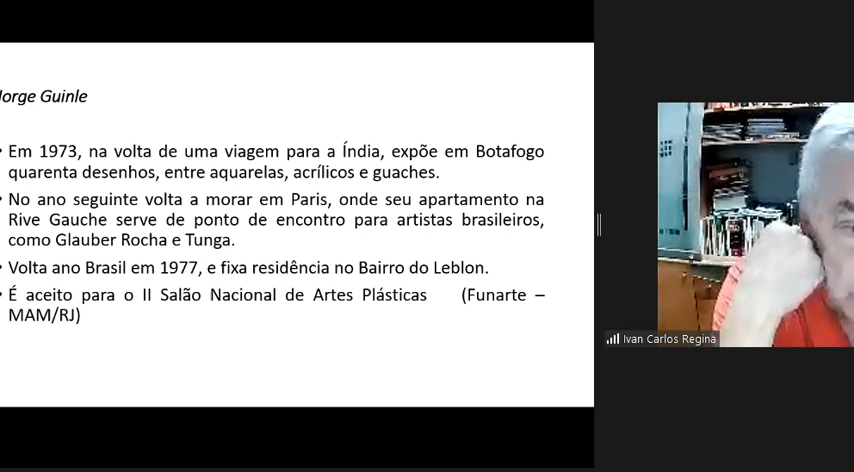 Jorge Guinle
• Em 1973, na volta de uma viagem para a Índia, expõe em Botafogo
quarenta desenhos, entre aquarelas, acrílicos e guaches.
• No ano seguinte volta a morar em Paris, onde seu apartamento na
Rive Gauche serve de ponto de encontro para artistas brasileiros,
como Glauber Rocha e Tunga.
• Volta ano Brasil em 1977, e fixa residência no Bairro do Leblon.
• É aceito para o II Salão Nacional de Artes Plásticas (Funarte –
MAM/RJ)
Ivan Carlos Regina